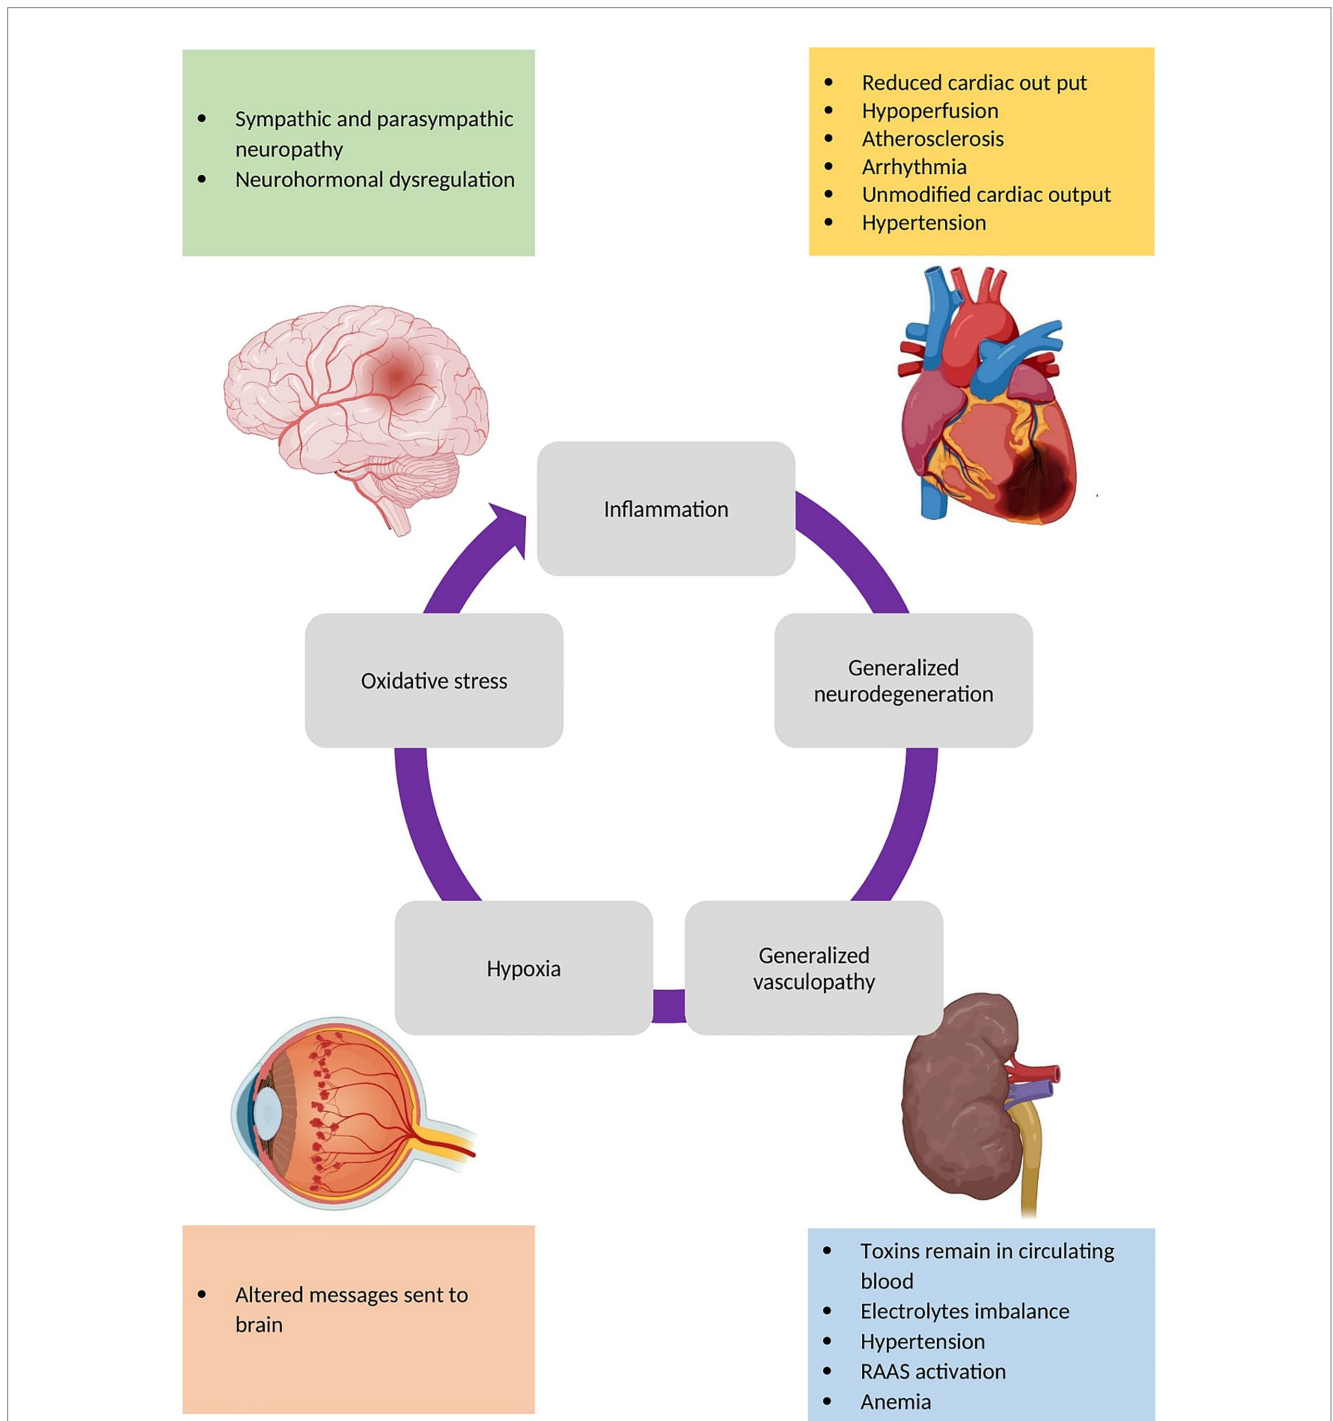 • Sympathic and parasympathic
neuropathy
• Neurohormonal dysregulation
• Reduced cardiac out put
• Hypoperfusion
• Atherosclerosis
• Arrhythmia
• Unmodified cardiac output
• Hypertension
Inflammation
Oxidative stress
Generalized
neurodegeneration
Hypoxia
Generalized
vasculopathy
• Altered messages sent to
brain
• Toxins remain in circulating
blood
• Electrolytes imbalance
• Hypertension
• RAAS activation
• Anemia